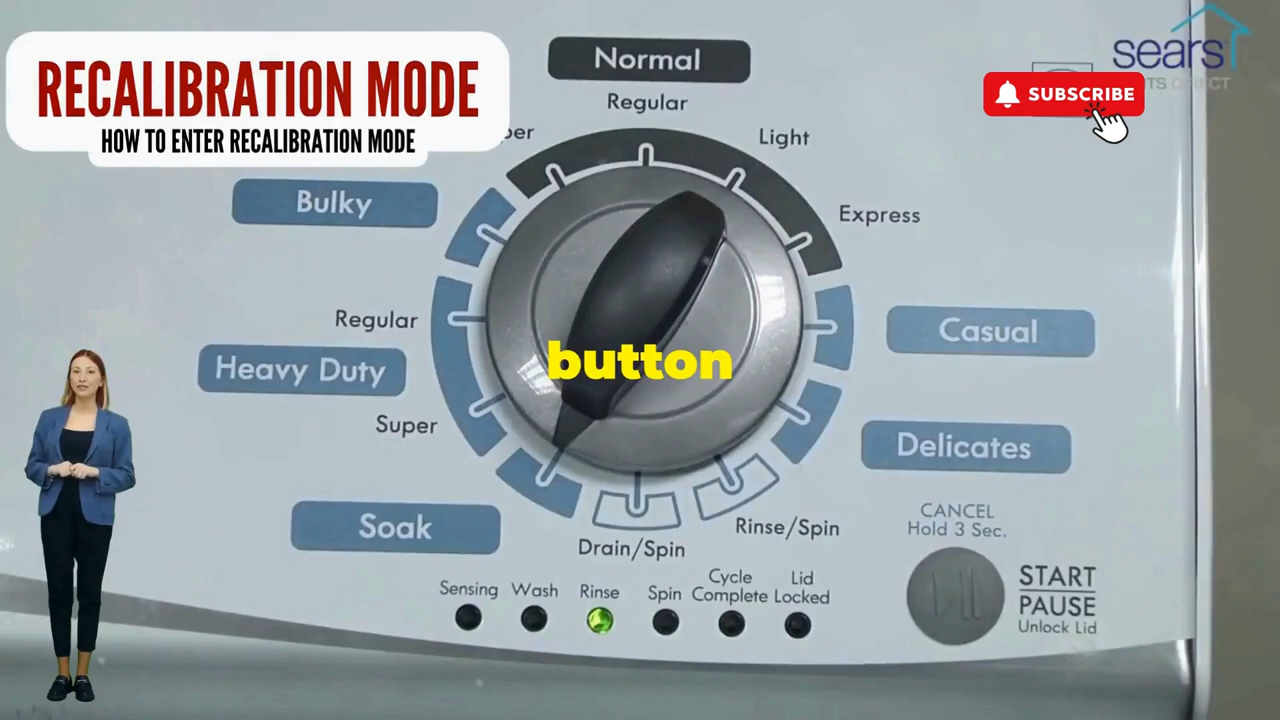 RECALIBRATION MODE
HOW TO ENTER RECALIBRATION MODE
Normal
Regular
Light
Express
Bulky
Regular
Heavy Duty
Super
Soak
Casual
Delicates
Rinse/Spin
Drain/Spin
button
CANCEL
Hold 3 Sec.
START
PAUSE
Unlock Lid
Sensing
Wash
Rinse
Spin
Cycle
Complete
Lid
Locked
sears
SUBSCRIBE